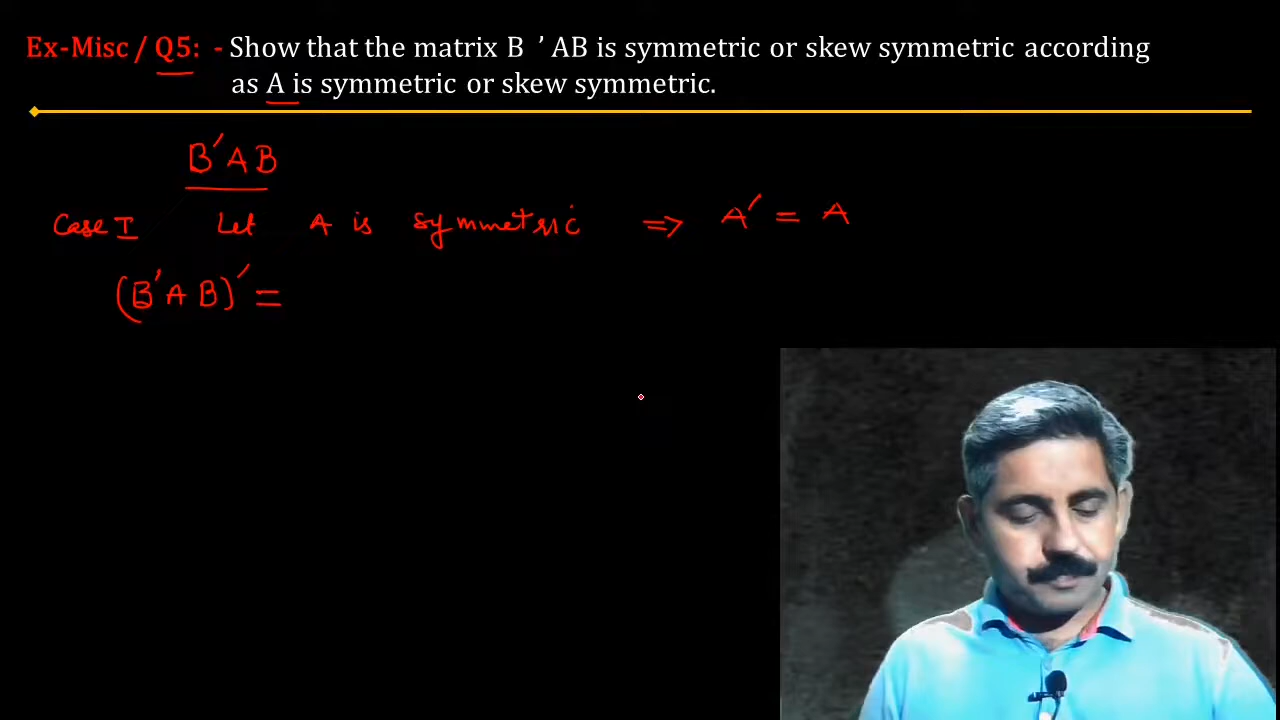 Ex-Misc / Q5: - Show that the matrix B ’ AB is symmetric or skew symmetric according
as A is symmetric or skew symmetric.
B′AB
Case I Let A is symmetric ⇒ A′ = A
(B′AB)′ =